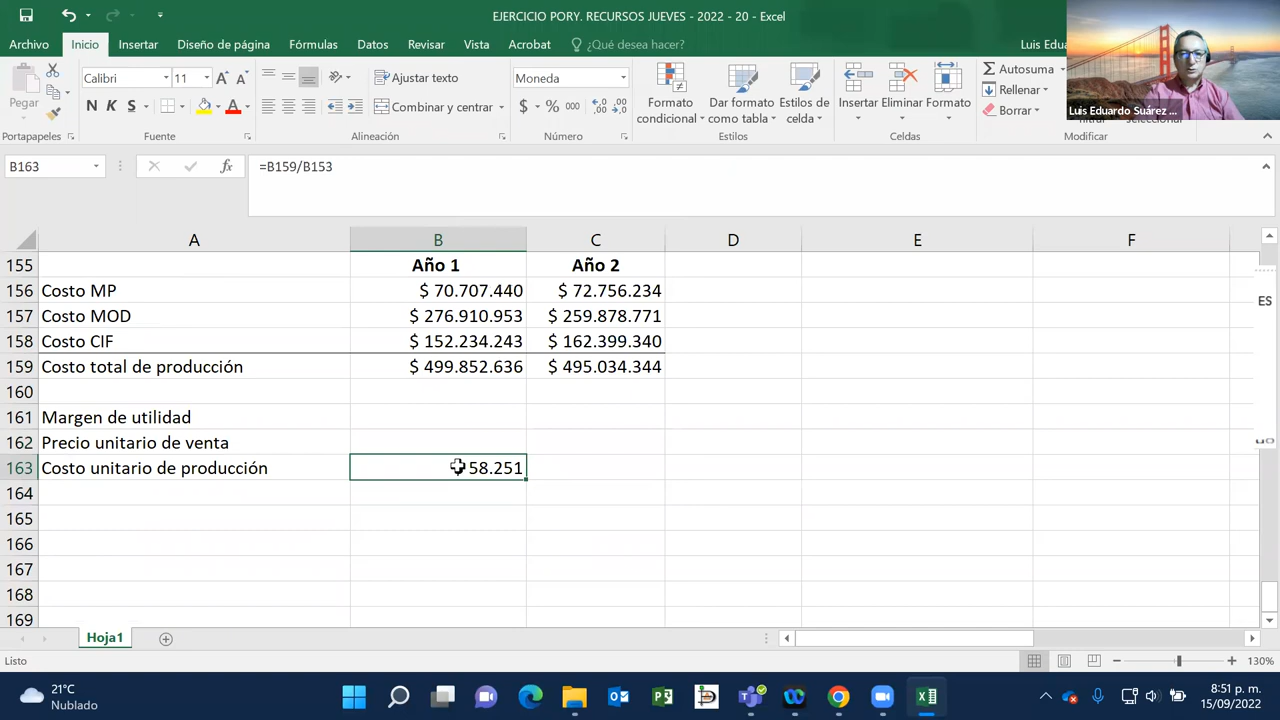 EJERCICIO PORY. RECURSOS JUEVES - 2022 - 20 - Excel
Luis Eduardo Suárez ...
Archivo Inicio Insertar Diseño de página Fórmulas Datos Revisar Vista Acrobat ¿Qué desea hacer? Luis Edu
Pegar
Calibri 11
N K S
Ajustar texto
Combinar y centrar
Moneda
$ % 000
Formato condicional
Dar formato como tabla
Estilos de celda
Insertar Eliminar Formato
Autosuma
Rellenar
Borrar
Portapapeles Fuente Alineación Número Estilos Celdas Modificar
B163 fx =B159/B153
A B C D E F
155 Año 1 Año 2
156 Costo MP $ 70.707.440 $ 72.756.234
157 Costo MOD $ 276.910.953 $ 259.878.771
158 Costo CIF $ 152.234.243 $ 162.399.340
159 Costo total de producción $ 499.852.636 $ 495.034.344
160
161 Margen de utilidad
162 Precio unitario de venta
163 Costo unitario de producción 58.251
164
165
166
167
168
169
ES
Hoja1
Listo 130%
21°C
Nublado
8:51 p. m.
15/09/2022